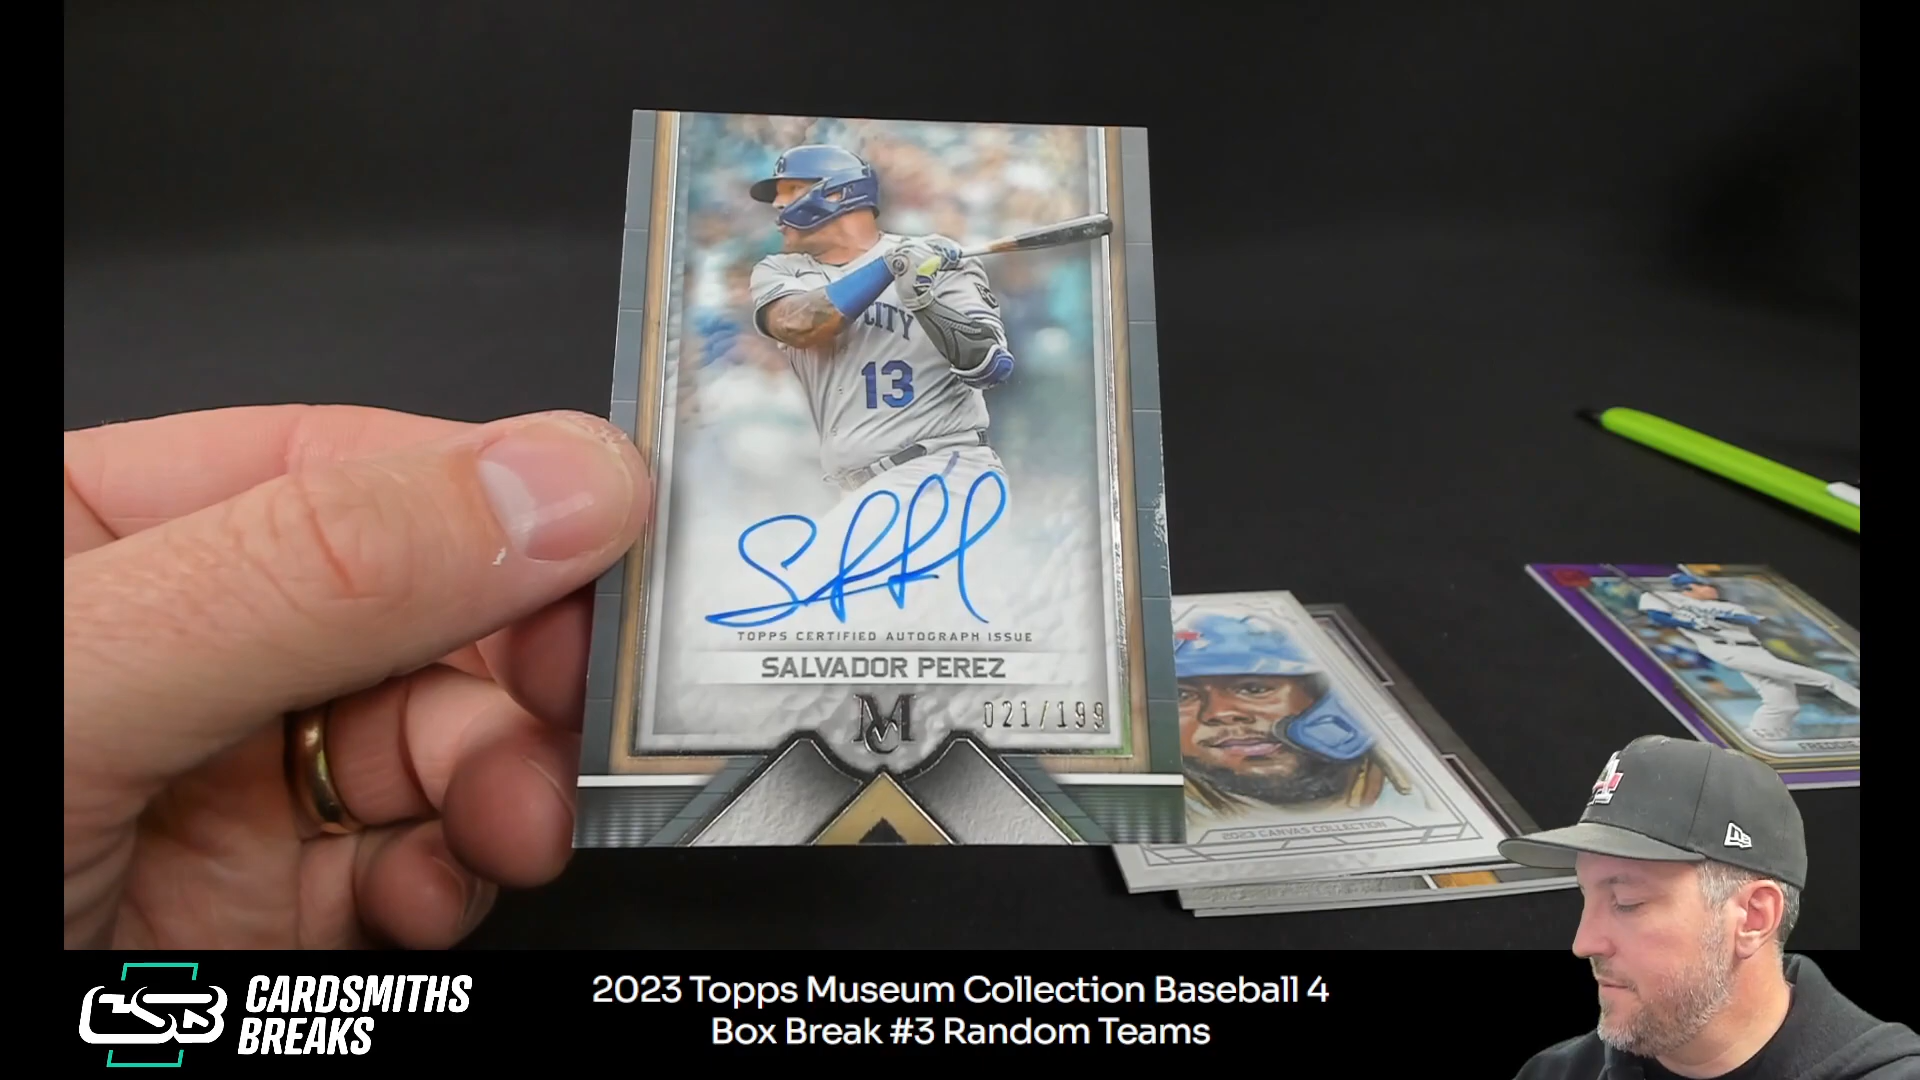 CITY
13
TOPPS CERTIFIED AUTOGRAPH ISSUE
SALVADOR PEREZ
MC
021/199
2023 CANVAS COLLECTION
FREDDIE
CSB
CARDSMITHS
BREAKS
2023 Topps Museum Collection Baseball 4
Box Break #3 Random Teams